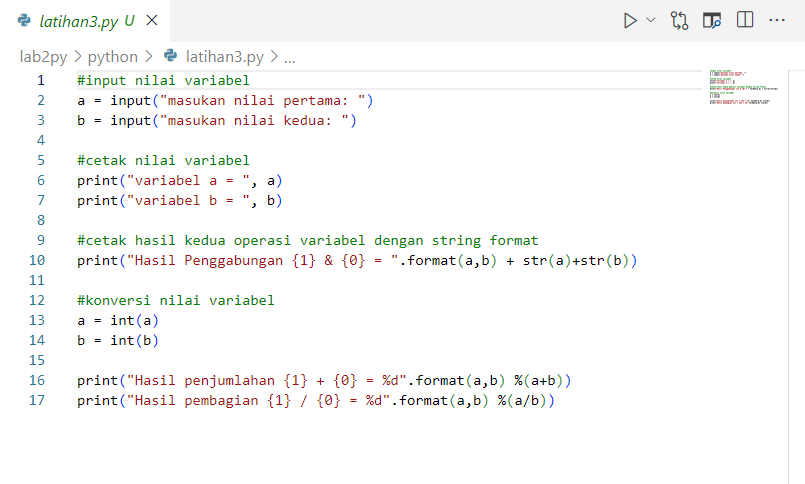 latihan3.py U
lab2py > python > latihan3.py > ...
1 #input nilai variabel
2 a = input("masukan nilai pertama: ")
3 b = input("masukan nilai kedua: ")
4
5 #cetak nilai variabel
6 print("variabel a = ", a)
7 print("variabel b = ", b)
8
9 #cetak hasil kedua operasi variabel dengan string format
10 print("Hasil Penggabungan {1} & {0} = ".format(a,b) + str(a)+str(b))
11
12 #konversi nilai variabel
13 a = int(a)
14 b = int(b)
15
16 print("Hasil penjumlahan {1} + {0} = %d".format(a,b) %(a+b))
17 print("Hasil pembagian {1} / {0} = %d".format(a,b) %(a/b))